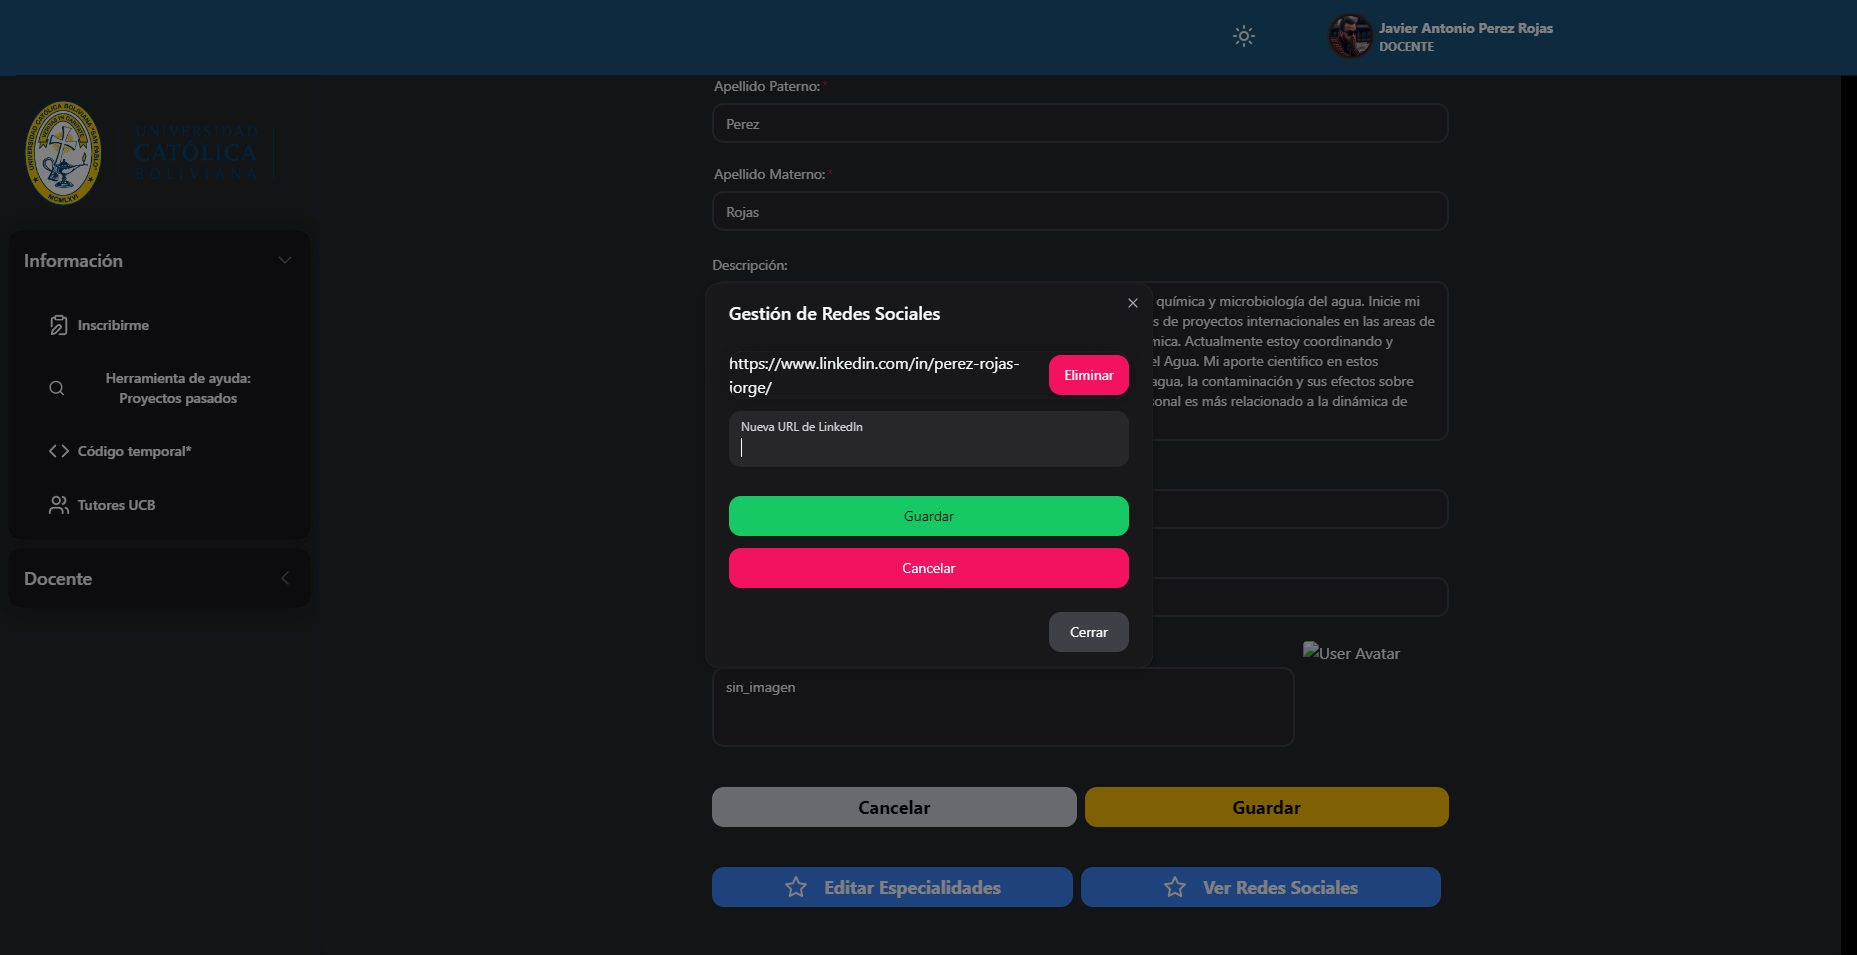 Javier Antonio Perez Rojas
DOCENTE
UNIVERSIDAD
CATÓLICA
BOLIVIANA
Información
Inscribirme
Herramienta de ayuda:
Proyectos pasados
Código temporal*
Tutores UCB
Docente
Apellido Paterno:*
Perez
Apellido Materno:*
Rojas
Descripción:
química y microbiología del agua. Inicie mi
s de proyectos internacionales en las areas de
mica. Actualmente estoy coordinando y
el Agua. Mi aporte cientifico en estos
agua, la contaminación y sus efectos sobre
sonal es más relacionado a la dinámica de
Gestión de Redes Sociales
https://www.linkedin.com/in/perez-rojas-
jorge/
Eliminar
Nueva URL de LinkedIn
Guardar
Cancelar
Cerrar
User Avatar
sin_imagen
Cancelar
Guardar
Editar Especialidades
Ver Redes Sociales